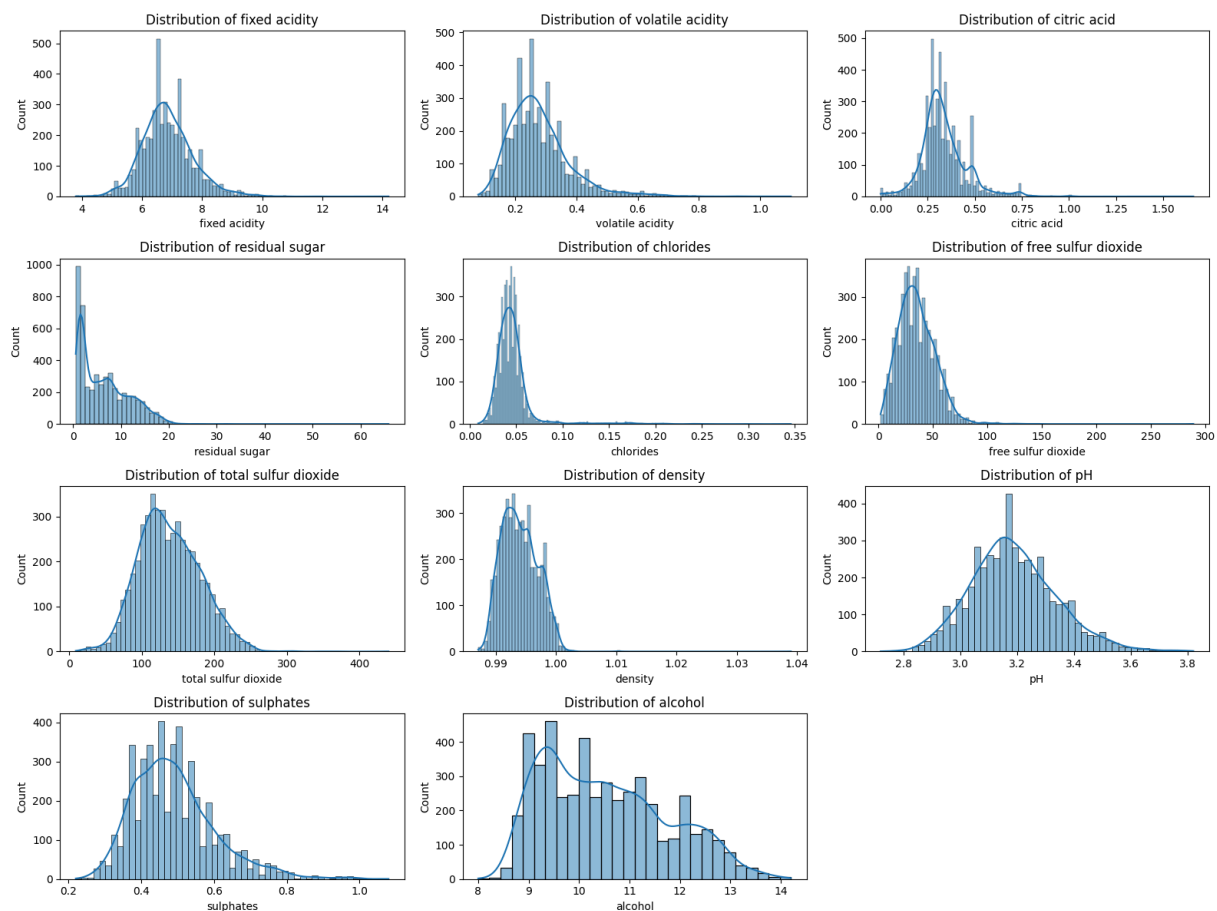 Distribution of fixed acidity
Count
500
400
300
200
100
0
4 6 8 10 12 14
fixed acidity
Distribution of volatile acidity
Count
500
400
300
200
100
0
0.2 0.4 0.6 0.8 1.0
volatile acidity
Distribution of citric acid
Count
500
400
300
200
100
0
0.00 0.25 0.50 0.75 1.00 1.25 1.50
citric acid
Distribution of residual sugar
Count
1000
800
600
400
200
0
0 10 20 30 40 50 60
residual sugar
Distribution of chlorides
Count
300
200
100
0
0.00 0.05 0.10 0.15 0.20 0.25 0.30 0.35
chlorides
Distribution of free sulfur dioxide
Count
300
200
100
0
0 50 100 150 200 250 300
free sulfur dioxide
Distribution of total sulfur dioxide
Count
300
200
100
0
0 100 200 300 400
total sulfur dioxide
Distribution of density
Count
300
200
100
0
0.99 1.00 1.01 1.02 1.03 1.04
density
Distribution of pH
Count
400
300
200
100
0
2.8 3.0 3.2 3.4 3.6 3.8
pH
Distribution of sulphates
Count
400
300
200
100
0
0.2 0.4 0.6 0.8 1.0
sulphates
Distribution of alcohol
Count
400
300
200
100
0
8 9 10 11 12 13 14
alcohol